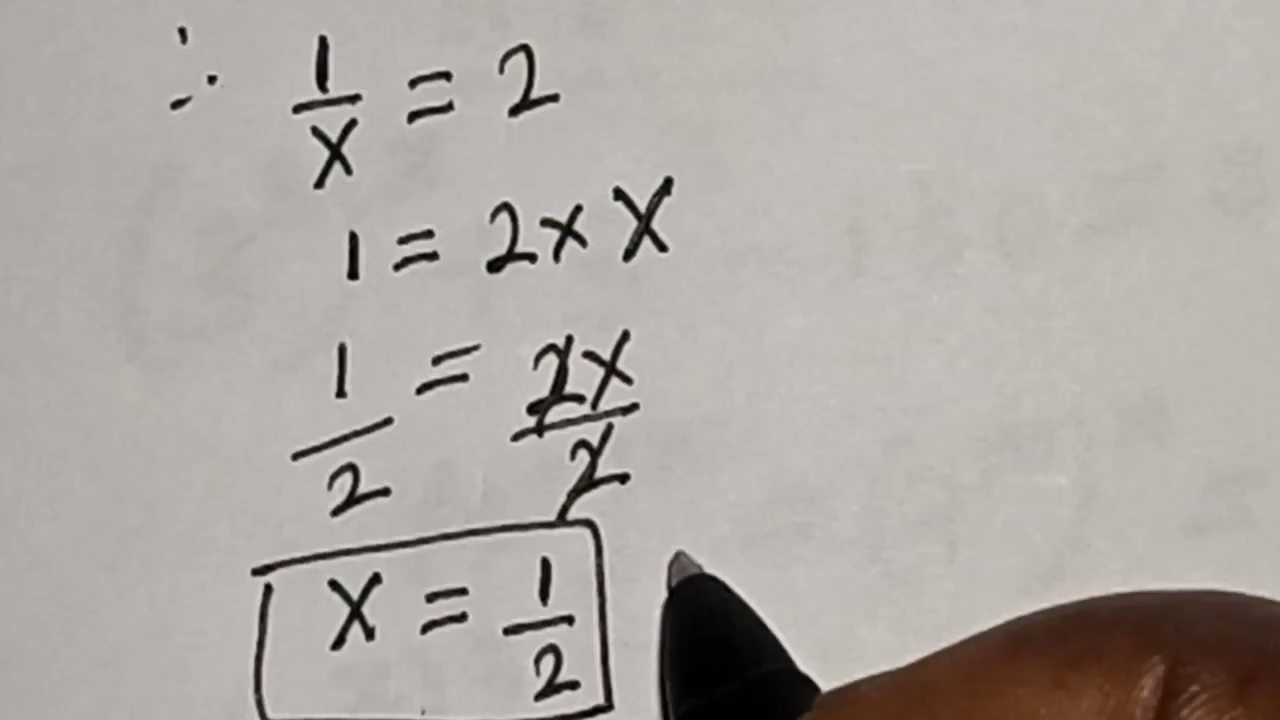 ∴ 1/x = 2
1 = 2 × x
1/2 = 2x/2
x = 1/2